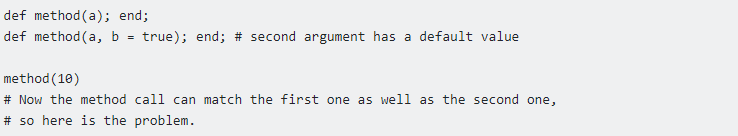 def method(a); end;
def method(a, b = true); end; # second argument has a default value
method(10)
# Now the method call can match the first one as well as the second one,
# so here is the problem.